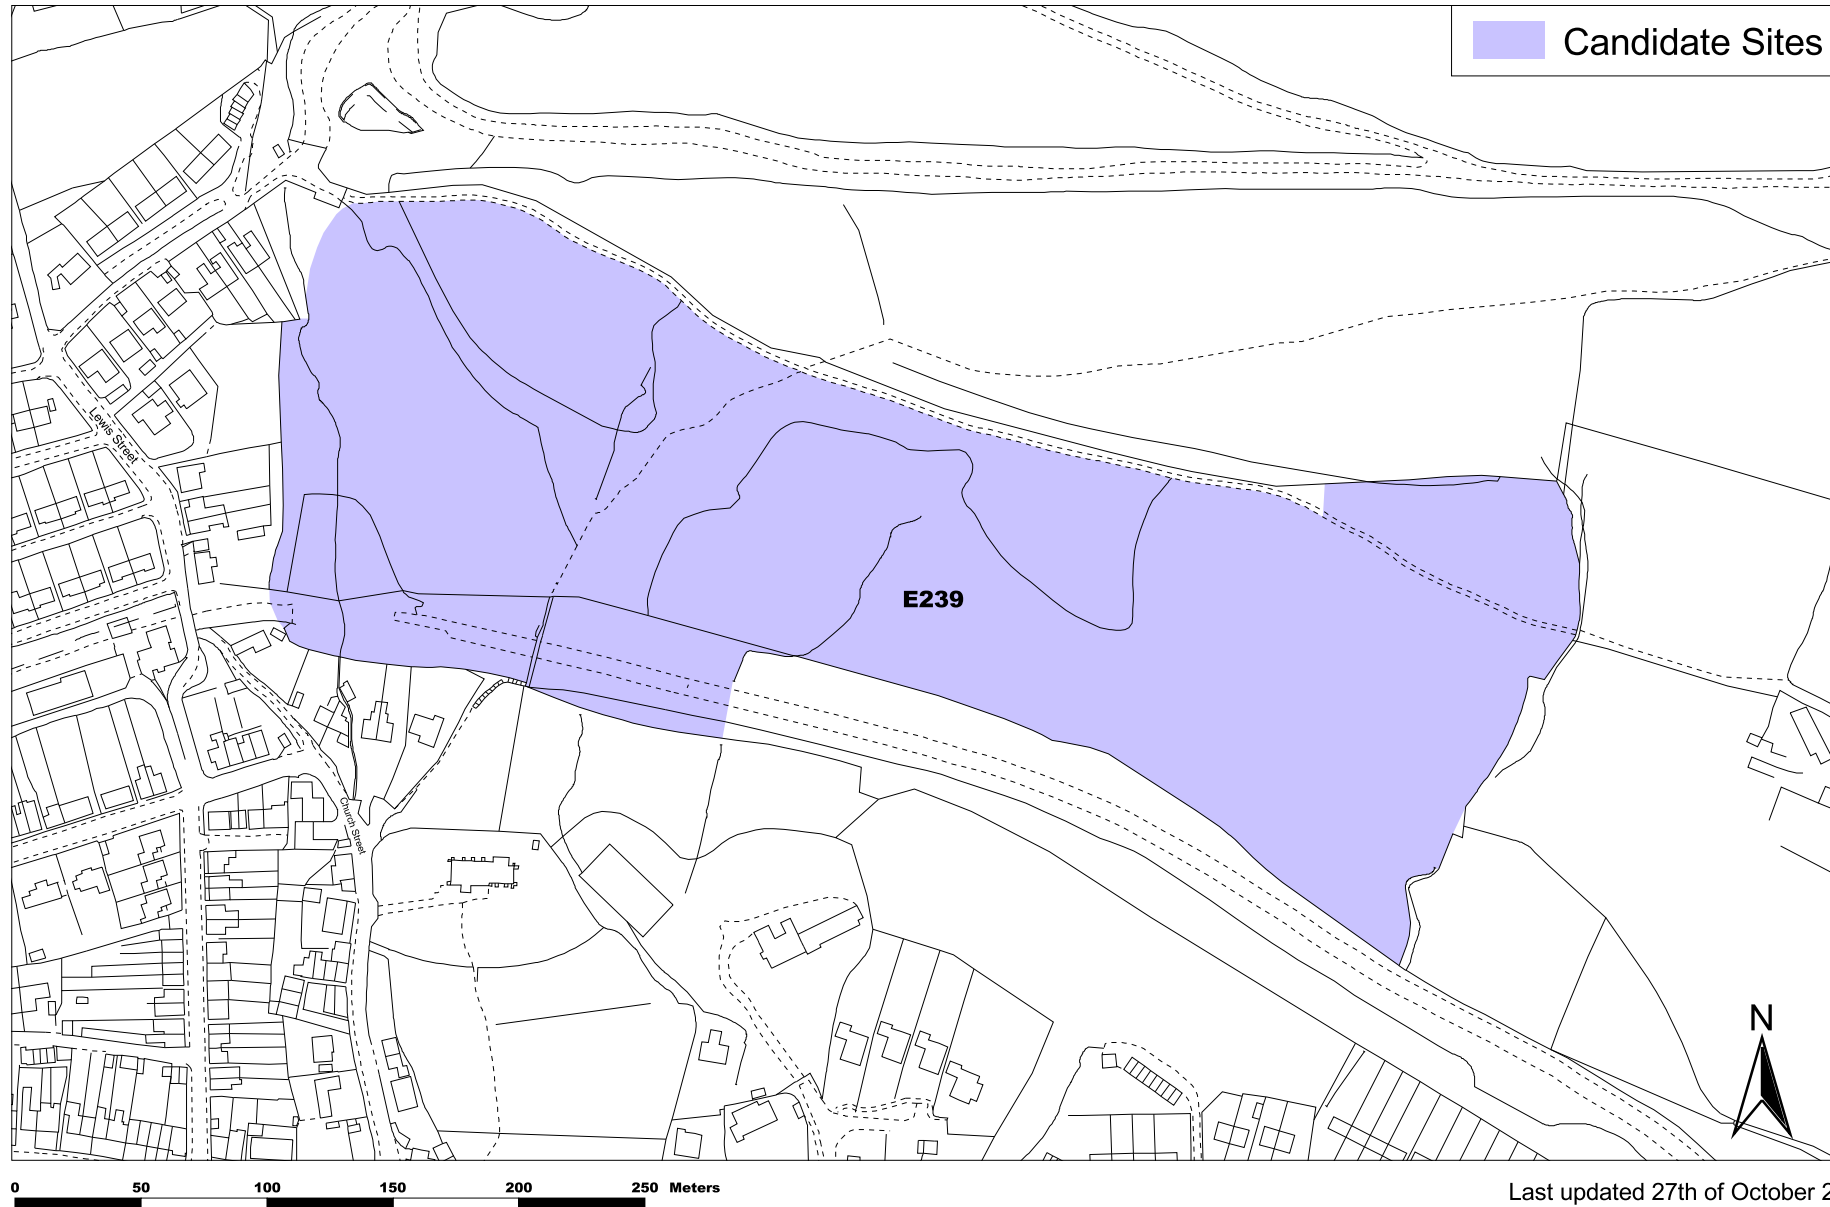 Candidate Sites
Lewis Street
E239
Church Street
N
0 50 100 150 200 250 Meters
Last updated 27th of October 2